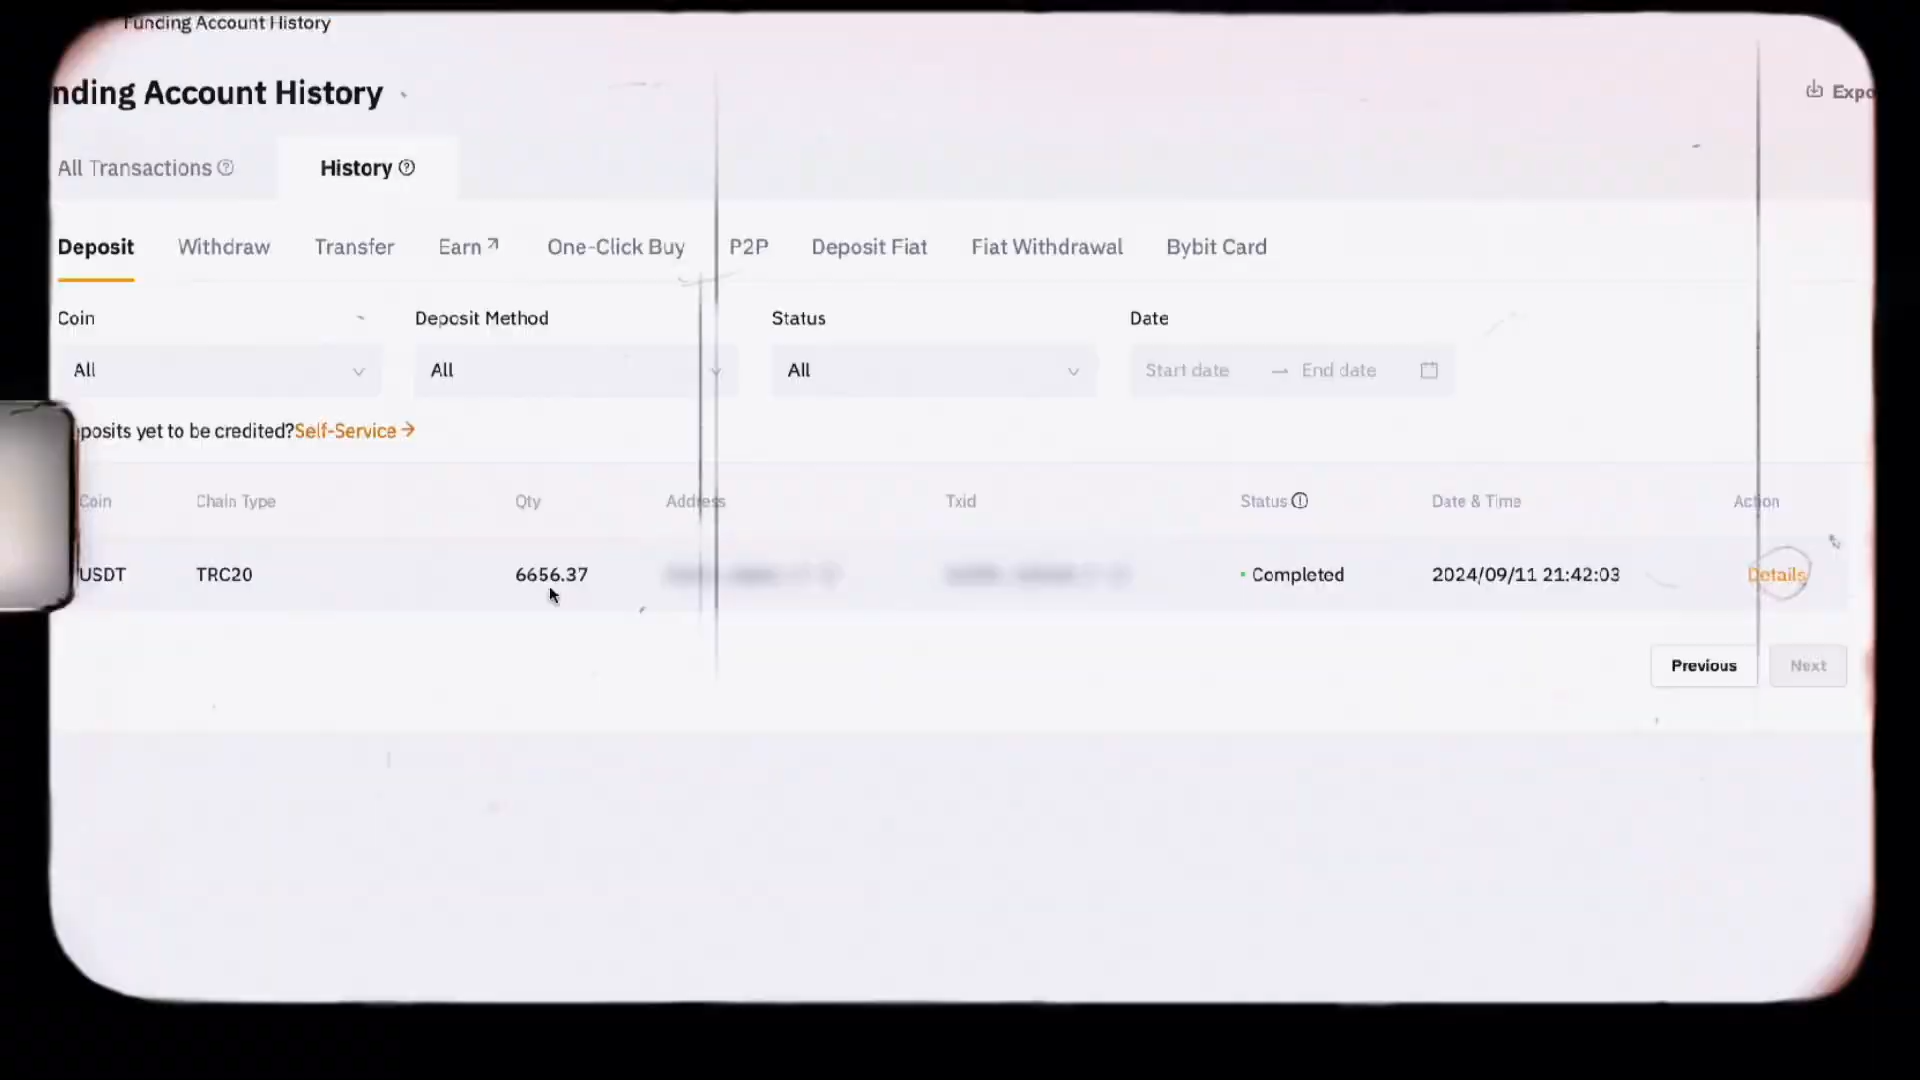 Funding Account History
nding Account History
Expo
All Transactions
History
Deposit Withdraw Transfer Earn One-Click Buy P2P Deposit Fiat Fiat Withdrawal Bybit Card
Coin Deposit Method Status Date
All All All Start date → End date
posits yet to be credited?Self-Service →
Coin Chain Type Qty Address Txid Status Date & Time Action
USDT TRC20 6656.37 Completed 2024/09/11 21:42:03 Details
Previous Next